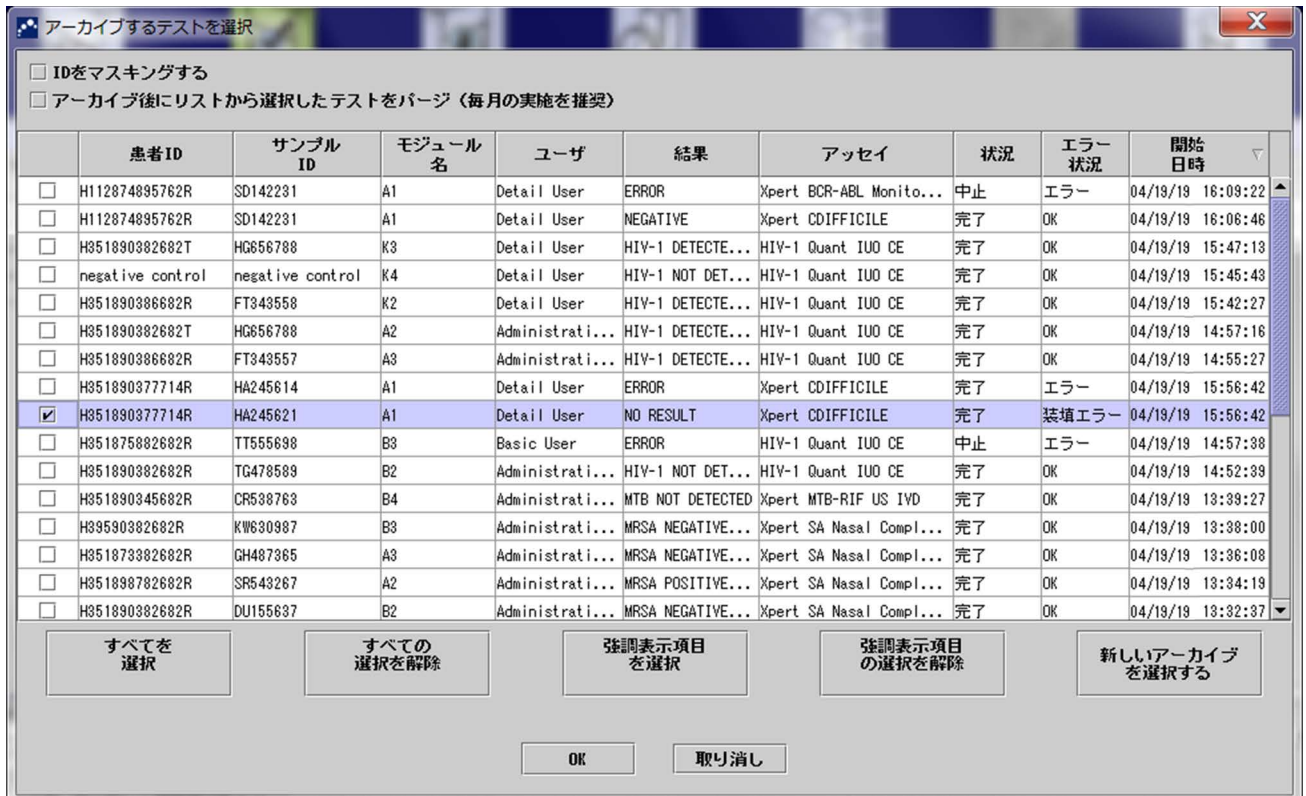 アーカイブするテストを選択
IDをマスキングする
アーカイブ後にリストから選択したテストをパージ（毎月の実施を推奨）
患者ID サンプルID モジュール名 ユーザ 結果 アッセイ 状況 エラー状況 開始日時
H112874895762R SD142231 A1 Detail User ERROR Xpert BCR-ABL Monito... 中止 エラー 04/19/19 16:09:22
H112874895762R SD142231 A1 Detail User NEGATIVE Xpert CDIFFICILE 完了 OK 04/19/19 16:06:46
H351890382682T HG656788 K3 Detail User HIV-1 DETECTE... HIV-1 Quant IUO CE 完了 OK 04/19/19 15:47:13
negative control negative control K4 Detail User HIV-1 NOT DET... HIV-1 Quant IUO CE 完了 OK 04/19/19 15:45:43
H351890386682R FT343558 K2 Detail User HIV-1 DETECTE... HIV-1 Quant IUO CE 完了 OK 04/19/19 15:42:27
H351890382682T HG656788 A2 Administrati... HIV-1 DETECTE... HIV-1 Quant IUO CE 完了 OK 04/19/19 14:57:16
H351890386682R FT343557 A3 Administrati... HIV-1 DETECTE... HIV-1 Quant IUO CE 完了 OK 04/19/19 14:55:27
H351890377714R HA245614 A1 Detail User ERROR Xpert CDIFFICILE 完了 エラー 04/19/19 15:56:42
H351890377714R HA245621 A1 Detail User NO RESULT Xpert CDIFFICILE 完了 装填エラー 04/19/19 15:56:42
H351875882682R TT555698 B3 Basic User ERROR HIV-1 Quant IUO CE 中止 エラー 04/19/19 14:57:38
H351890382682R TG478589 B2 Administrati... HIV-1 NOT DET... HIV-1 Quant IUO CE 完了 OK 04/19/19 14:52:39
H351890345682R CR538763 B4 Administrati... MTB NOT DETECTED Xpert MTB-RIF US IVD 完了 OK 04/19/19 13:39:27
H39590382682R KW630987 B3 Administrati... MRSA NEGATIVE... Xpert SA Nasal Compl... 完了 OK 04/19/19 13:38:00
H351873382682R GH487365 A3 Administrati... MRSA NEGATIVE... Xpert SA Nasal Compl... 完了 OK 04/19/19 13:36:08
H351898782682R SR543267 A2 Administrati... MRSA POSITIVE... Xpert SA Nasal Compl... 完了 OK 04/19/19 13:34:19
H351890382682R DU155637 B2 Administrati... MRSA NEGATIVE... Xpert SA Nasal Compl... 完了 OK 04/19/19 13:32:37
すべてを選択 すべての選択を解除 強調表示項目を選択 強調表示項目の選択を解除 新しいアーカイブを選択する
OK 取り消し